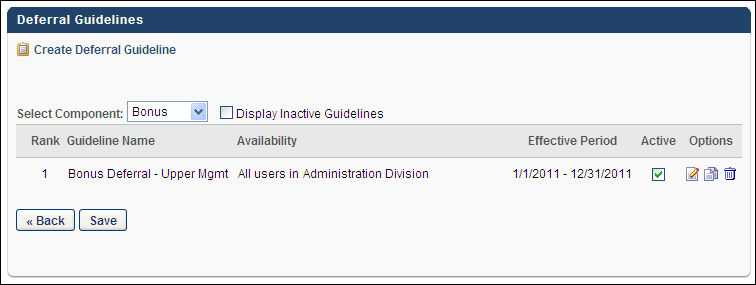 Deferral Guidelines
Create Deferral Guideline
Select Component: Bonus Display Inactive Guidelines
Rank Guideline Name Availability Effective Period Active Options
1 Bonus Deferral - Upper Mgmt All users in Administration Division 1/1/2011 - 12/31/2011
« Back Save